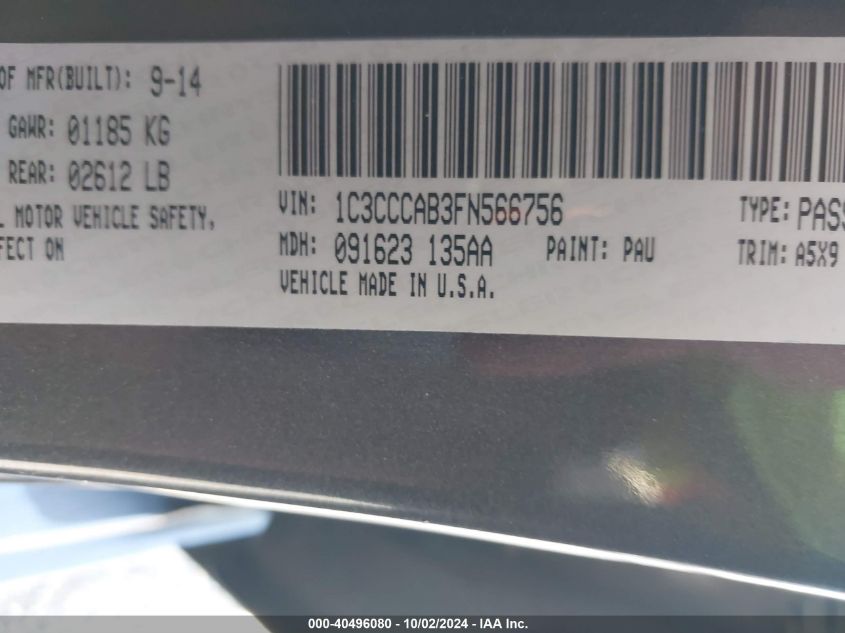 OF MFR(BUILT): 9-14
GAWR: 01185 KG
REAR: 02612 LB
L MOTOR VEHICLE SAFETY,
FECT ON
VIN: 1C3CCCAB3FN566756
TYPE: PASS
MDH: 091623 135AA PAINT: PAU
TRIM: A5X9
VEHICLE MADE IN U.S.A.
000-40496080 - 10/02/2024 - IAA Inc.